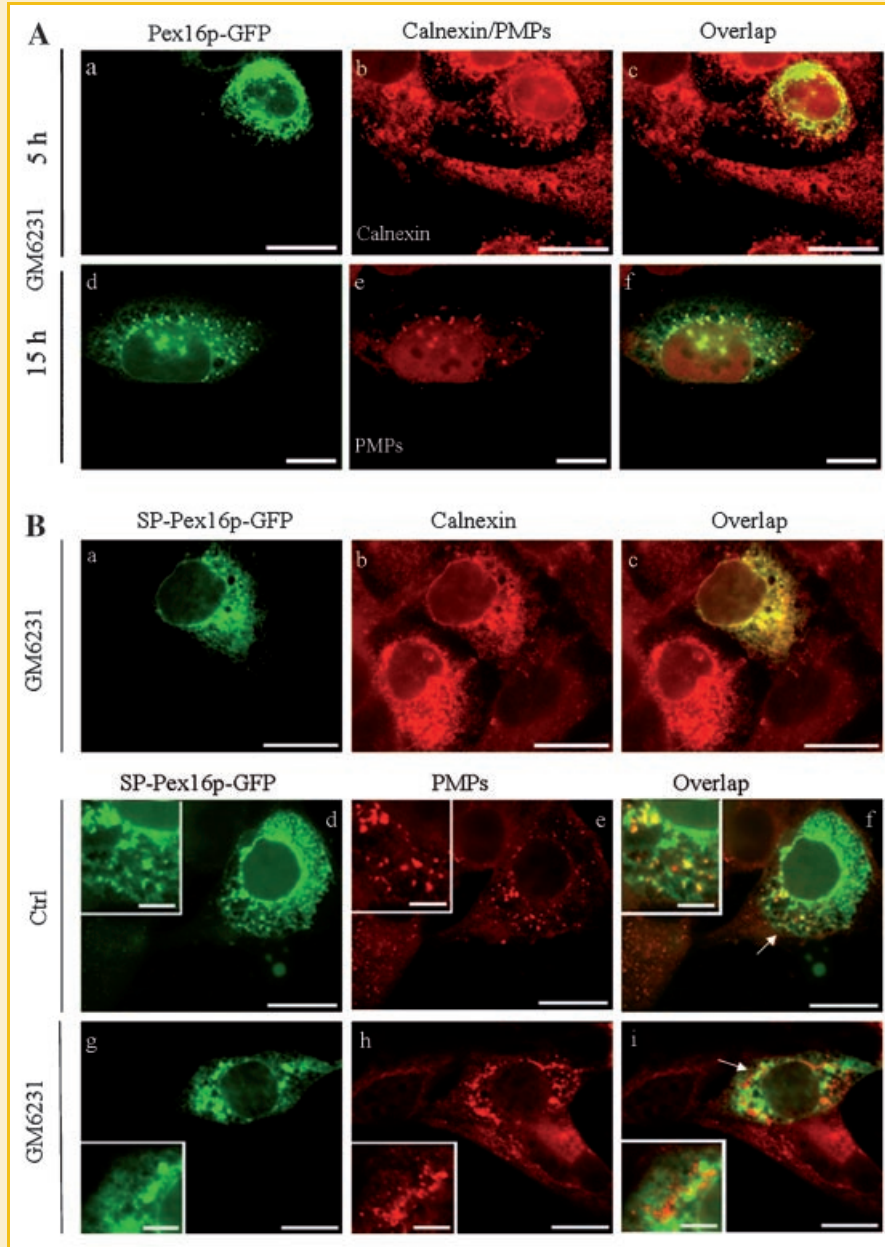 A
Pex16p-GFP Calnexin/PMPs Overlap
GM6231
5 h
a b c
Calnexin
15 h
d e f
PMPs
B
SP-Pex16p-GFP Calnexin Overlap
GM6231
a b c
SP-Pex16p-GFP PMPs Overlap
Ctrl
d e f
GM6231
g h i